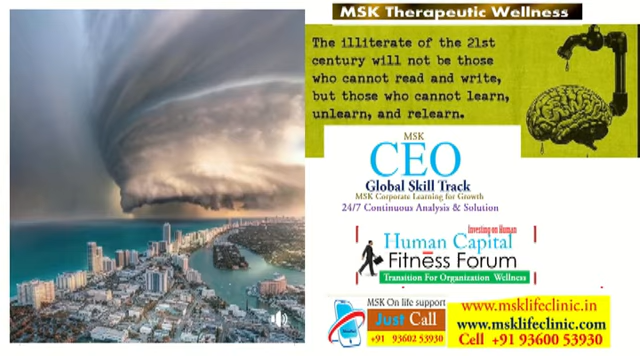 MSK Therapeutic Wellness
The illiterate of the 21st
century will not be those
who cannot read and write,
but those who cannot learn,
unlearn, and relearn.
MSK
CEO
Global Skill Track
MSK Corporate Learning for Growth
24/7 Continuous Analysis & Solution
Investing on Human
Human Capital
Fitness Forum
Transition For Organization Wellness
MSK On life support
Just Call
+91 93602 53930
www.msklifeclinic.in
www.msklifeclinic.com
Cell +91 93600 53930